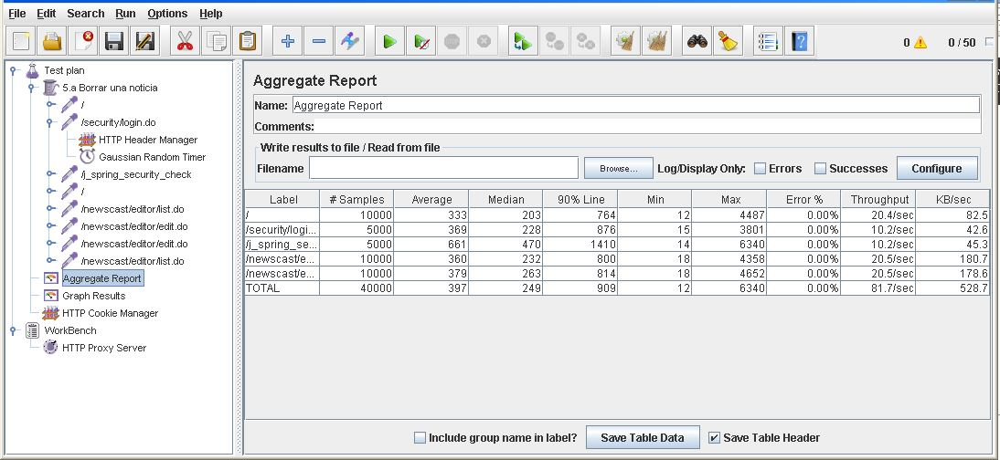 File Edit Search Run Options Help
0 0 / 50
Test plan
5.a Borrar una noticia
/
/security/login.do
HTTP Header Manager
Gaussian Random Timer
/j_spring_security_check
/
/newscast/editor/list.do
/newscast/editor/edit.do
/newscast/editor/edit.do
/newscast/editor/list.do
Aggregate Report
Graph Results
HTTP Cookie Manager
WorkBench
HTTP Proxy Server
Aggregate Report
Name: Aggregate Report
Comments:
Write results to file / Read from file
Filename Browse... Log/Display Only: Errors Successes Configure
Label # Samples Average Median 90% Line Min Max Error % Throughput KB/sec
/ 10000 333 203 764 12 4487 0.00% 20.4/sec 82.5
/security/logi... 5000 369 228 876 15 3801 0.00% 10.2/sec 42.6
/j_spring_se... 5000 661 470 1410 14 6340 0.00% 10.2/sec 45.3
/newscast/e... 10000 360 232 800 18 4358 0.00% 20.5/sec 180.7
/newscast/e... 10000 379 263 814 18 4652 0.00% 20.5/sec 178.6
TOTAL 40000 397 249 909 12 6340 0.00% 81.7/sec 528.7
Include group name in label? Save Table Data Save Table Header